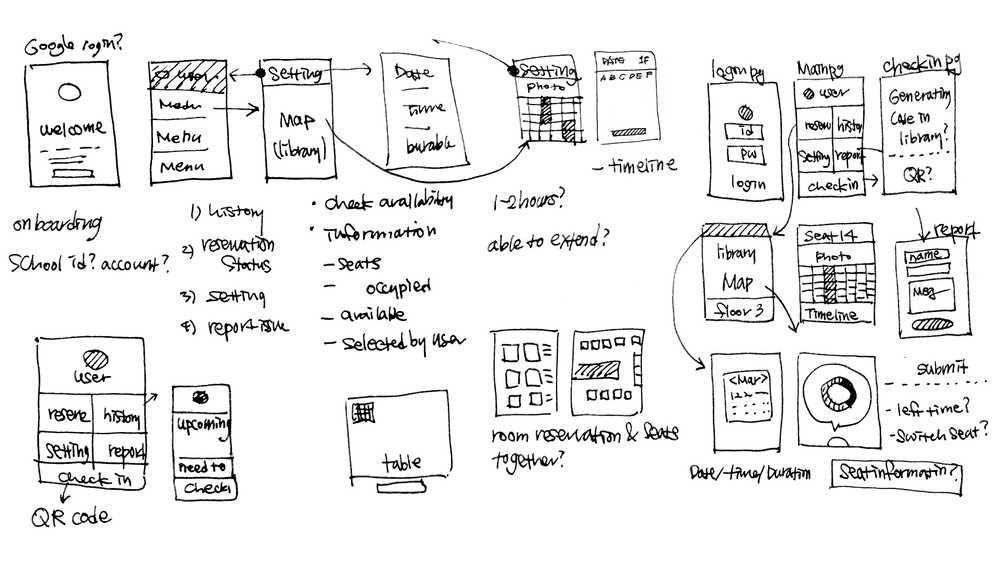 Google login?
welcome
onboarding
School id? account?
user
Menu
Menu
Menu
1) history
2) reservation
status
3) setting
4) report issue
Setting
Map
(library)
• check availability
• information
- seats
- occupied
- available
- selected by user
Date
Time
setting
photo
1-2 hours?
able to extend?
DATE 1F
A B C D E F
- timeline
user
reserve history
setting report
check in
QR code
upcoming
need to
check
table
room reservation & seats
together?
login pg
id
pw
login
Main pg
user
reserv histor
Setting report
checkin
checkin pg
Generating
Code in
library?
QR?
library
Map
floor 3
Seat 14
photo
Timeline
report
name
Msg
<Mar>
1 2 3
Date/time/Duration
submit
- left time?
- Switch seat?
Seat information?